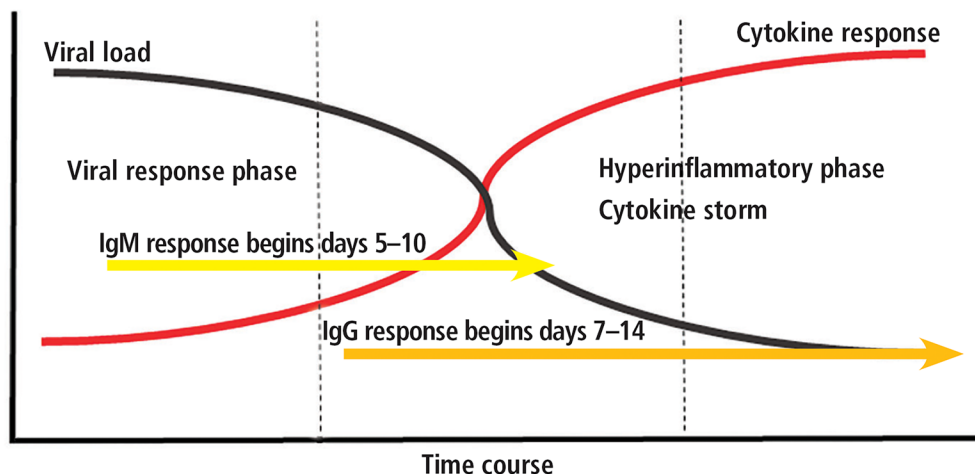 Viral load
Cytokine response
Viral response phase
Hyperinflammatory phase
Cytokine storm
IgM response begins days 5–10
IgG response begins days 7–14
Time course